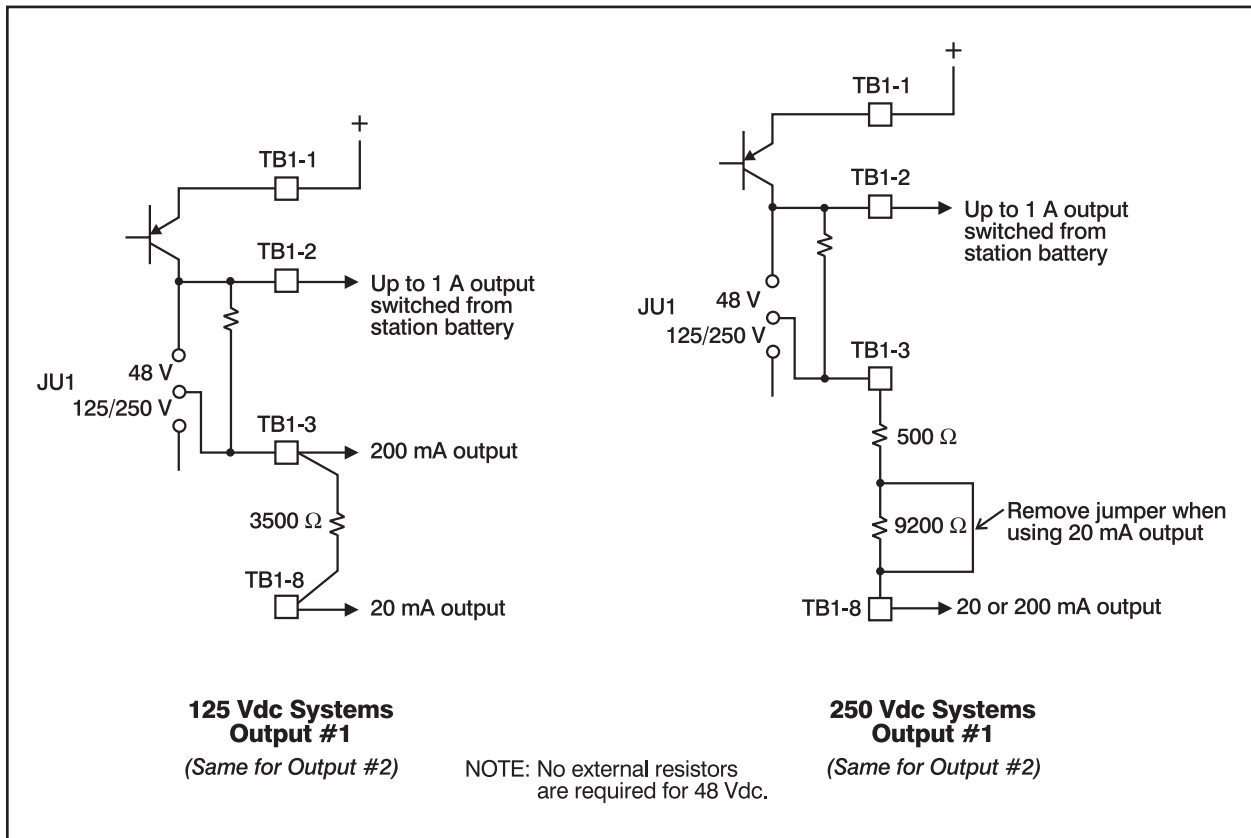 +
TB1-1
TB1-2
Up to 1 A output
switched from
station battery
JU1
48 V
125/250 V
TB1-3
200 mA output
3500 Ω
TB1-8
20 mA output
125 Vdc Systems
Output #1
(Same for Output #2)
NOTE: No external resistors
are required for 48 Vdc.
+
TB1-1
TB1-2
Up to 1 A output
switched from
station battery
JU1
48 V
125/250 V
TB1-3
500 Ω
9200 Ω
Remove jumper when
using 20 mA output
TB1-8
20 or 200 mA output
250 Vdc Systems
Output #1
(Same for Output #2)